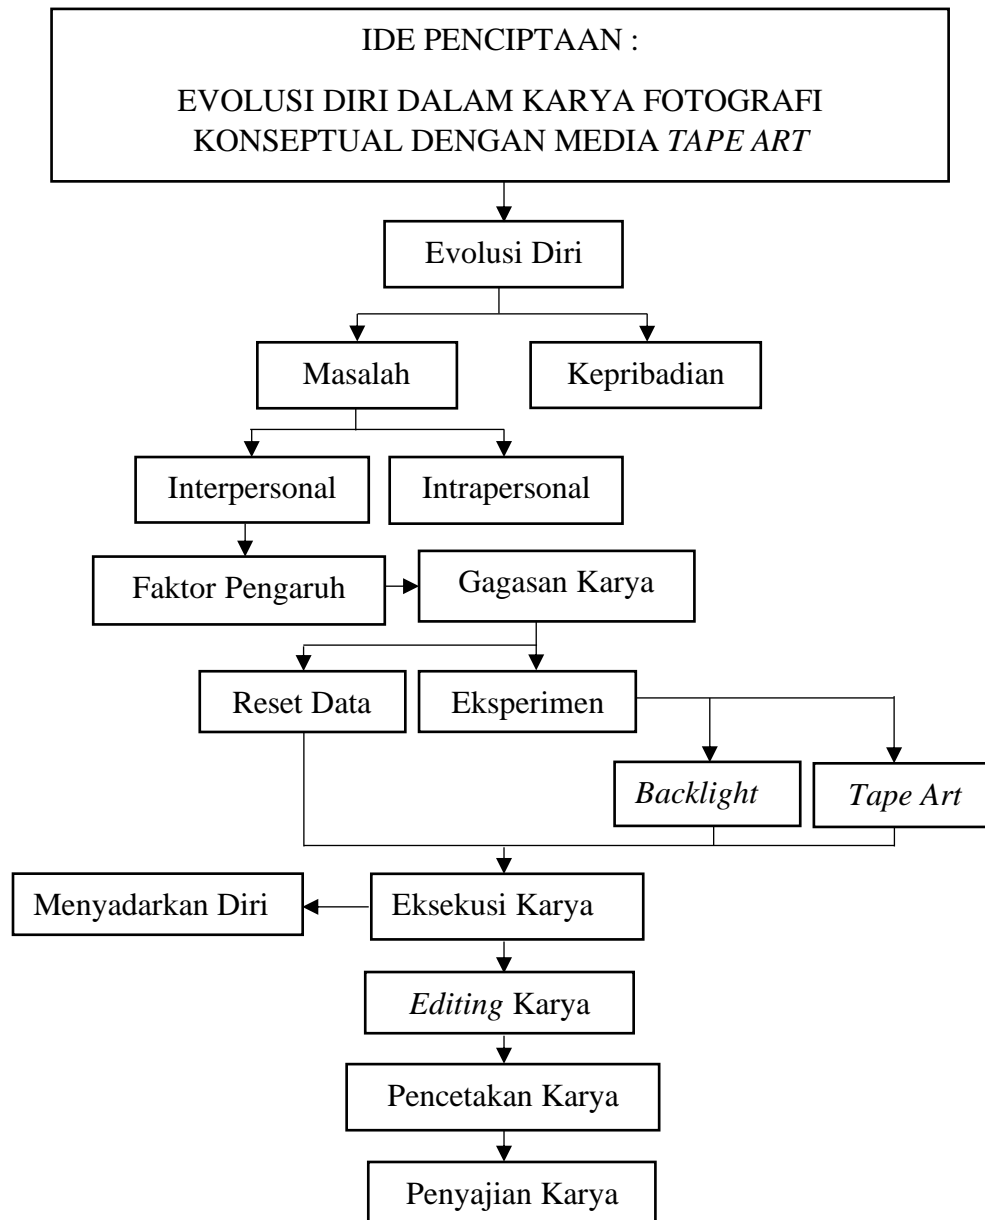 IDE PENCIPTAAN :
EVOLUSI DIRI DALAM KARYA FOTOGRAFI
KONSEPTUAL DENGAN MEDIA TAPE ART
Evolusi Diri
Masalah
Kepribadian
Interpersonal
Intrapersonal
Faktor Pengaruh
Gagasan Karya
Reset Data
Eksperimen
Backlight
Tape Art
Menyadarkan Diri
Eksekusi Karya
Editing Karya
Pencetakan Karya
Penyajian Karya